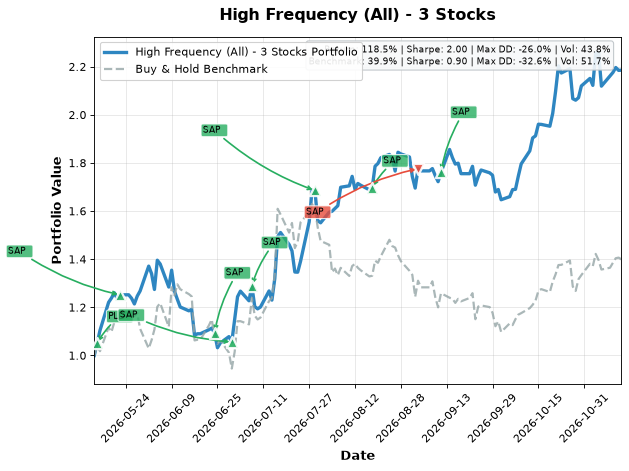 High Frequency (All) - 3 Stocks
High Frequency (All) - 3 Stocks Portfolio
Buy & Hold Benchmark
118.5% | Sharpe: 2.00 | Max DD: -26.0% | Vol: 43.8%
39.9% | Sharpe: 0.90 | Max DD: -32.6% | Vol: 51.7%
Portfolio Value
2.2
2.0
1.8
1.6
1.4
1.2
1.0
SAP
SAP
SAP
SAP
SAP
SAP
SAP
SAP
2026-05-24
2026-06-09
2026-06-25
2026-07-11
2026-07-27
2026-08-12
2026-08-28
2026-09-13
2026-09-29
2026-10-15
2026-10-31
Date